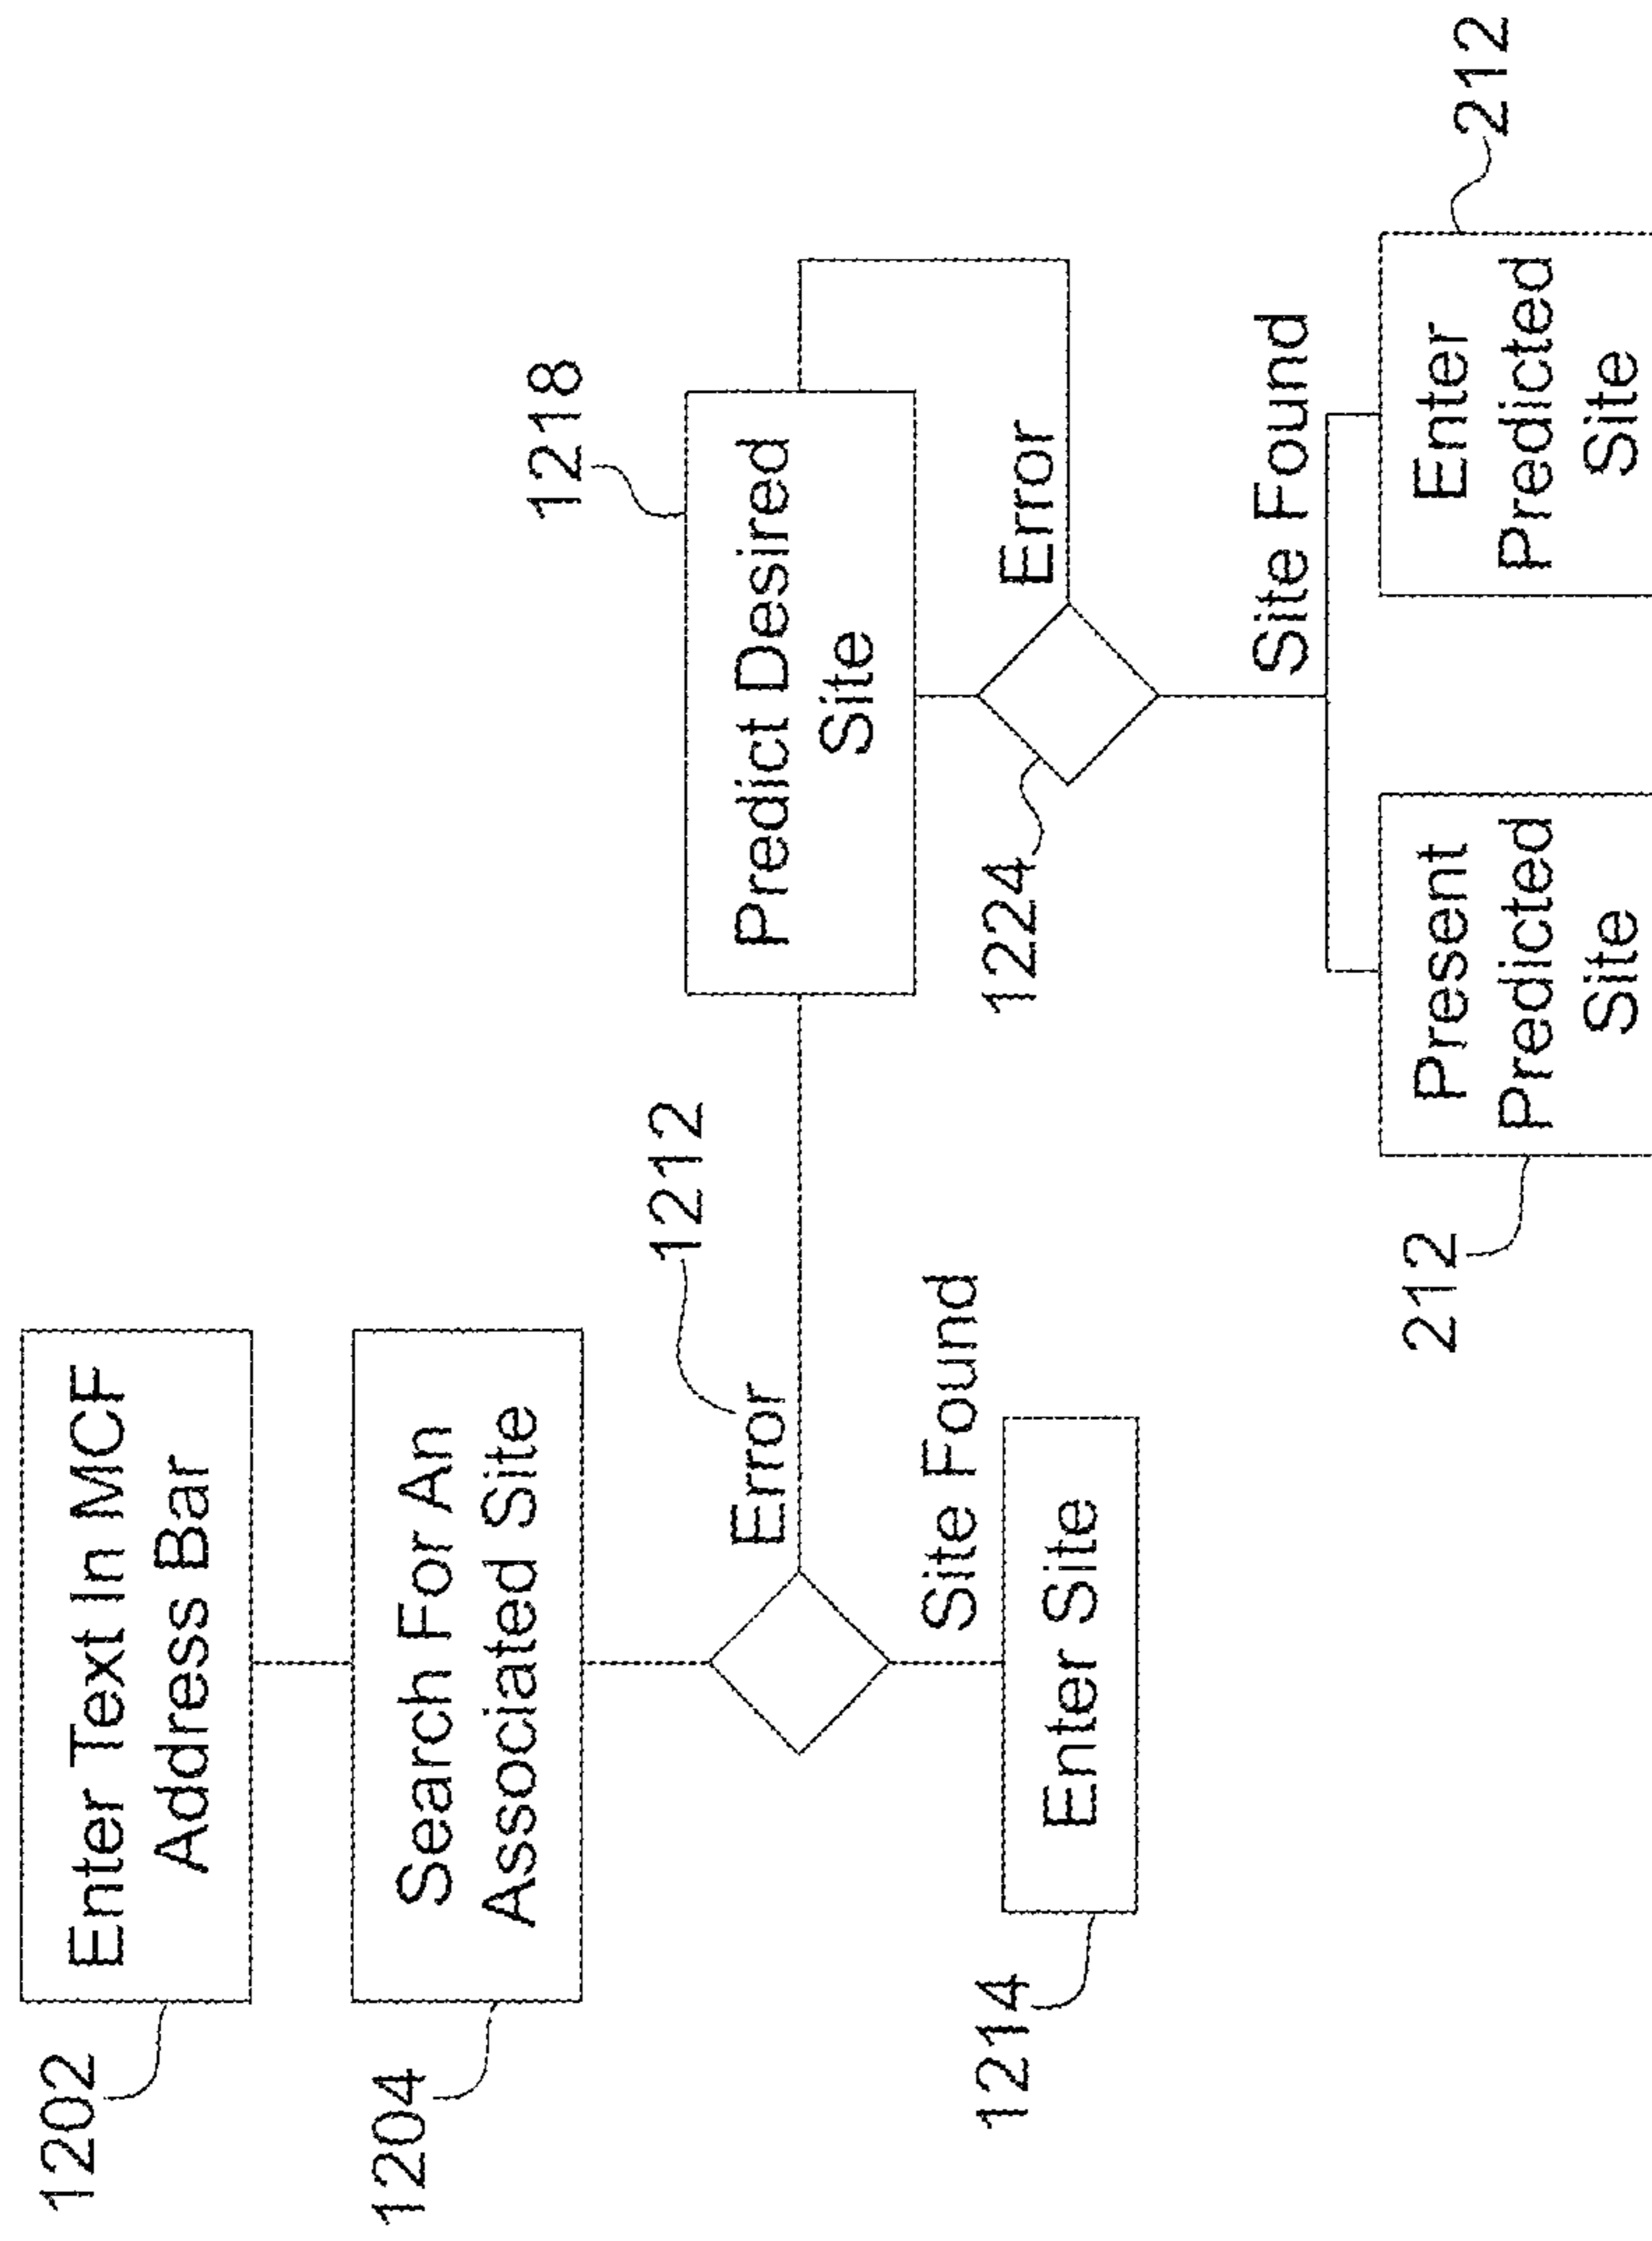 1202
Enter Text In MCF
Address Bar
1204
Search For An
Associated Site
Error
1212
Site Found
1214
Enter Site
1218
Predict Desired
Site
1224
Error
Site Found
212
Present
Predicted
Site
Enter
Predicted
Site
212